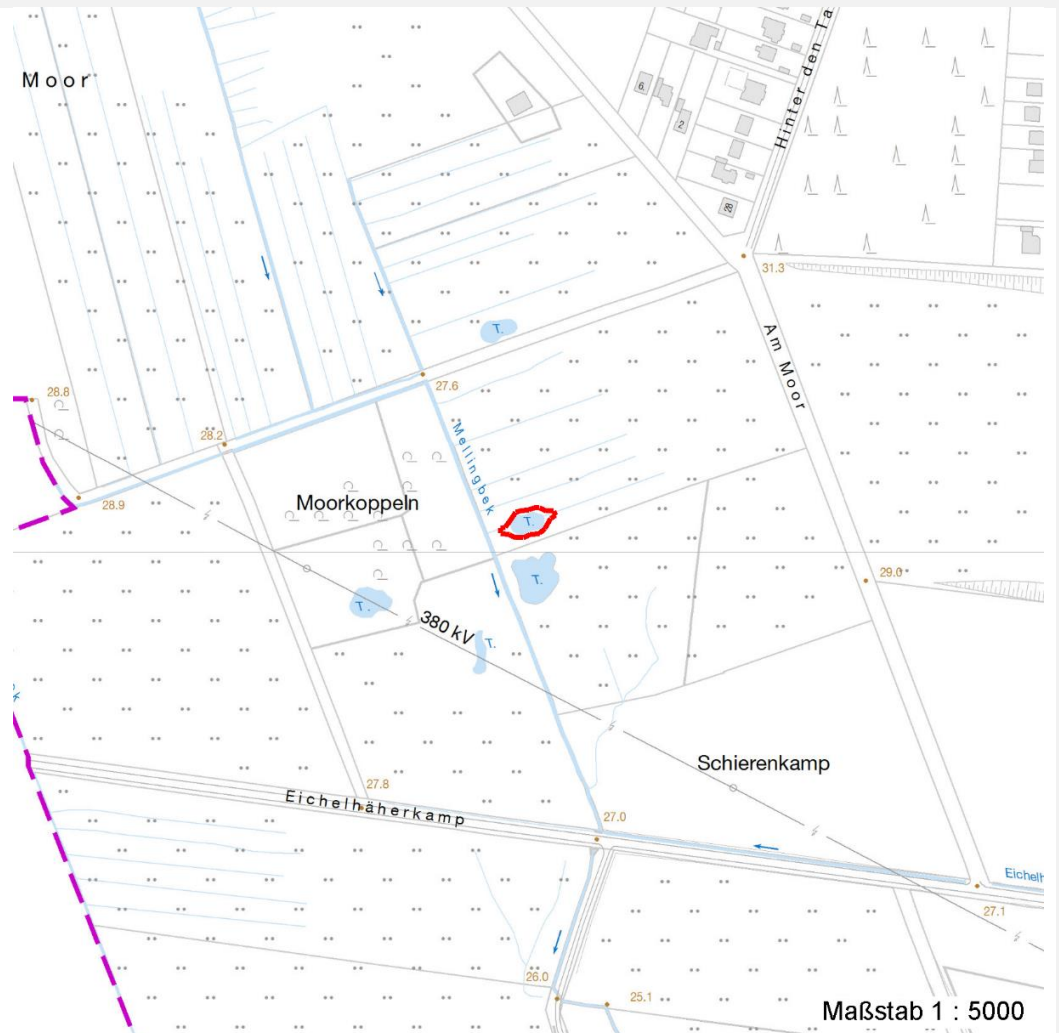 Moor
Hinter den Ta
6
2
28
31.3
T.
27.6
Am Moor
28.8
28.2
Mellingbek
28.9
Moorkoppeln
T.
T.
29.0
T.
380 kV
T.
Schierenkamp
27.8
Eichelhäherkamp
27.0
Eichelh
27.1
26.0
25.1
Maßstab 1 : 5000